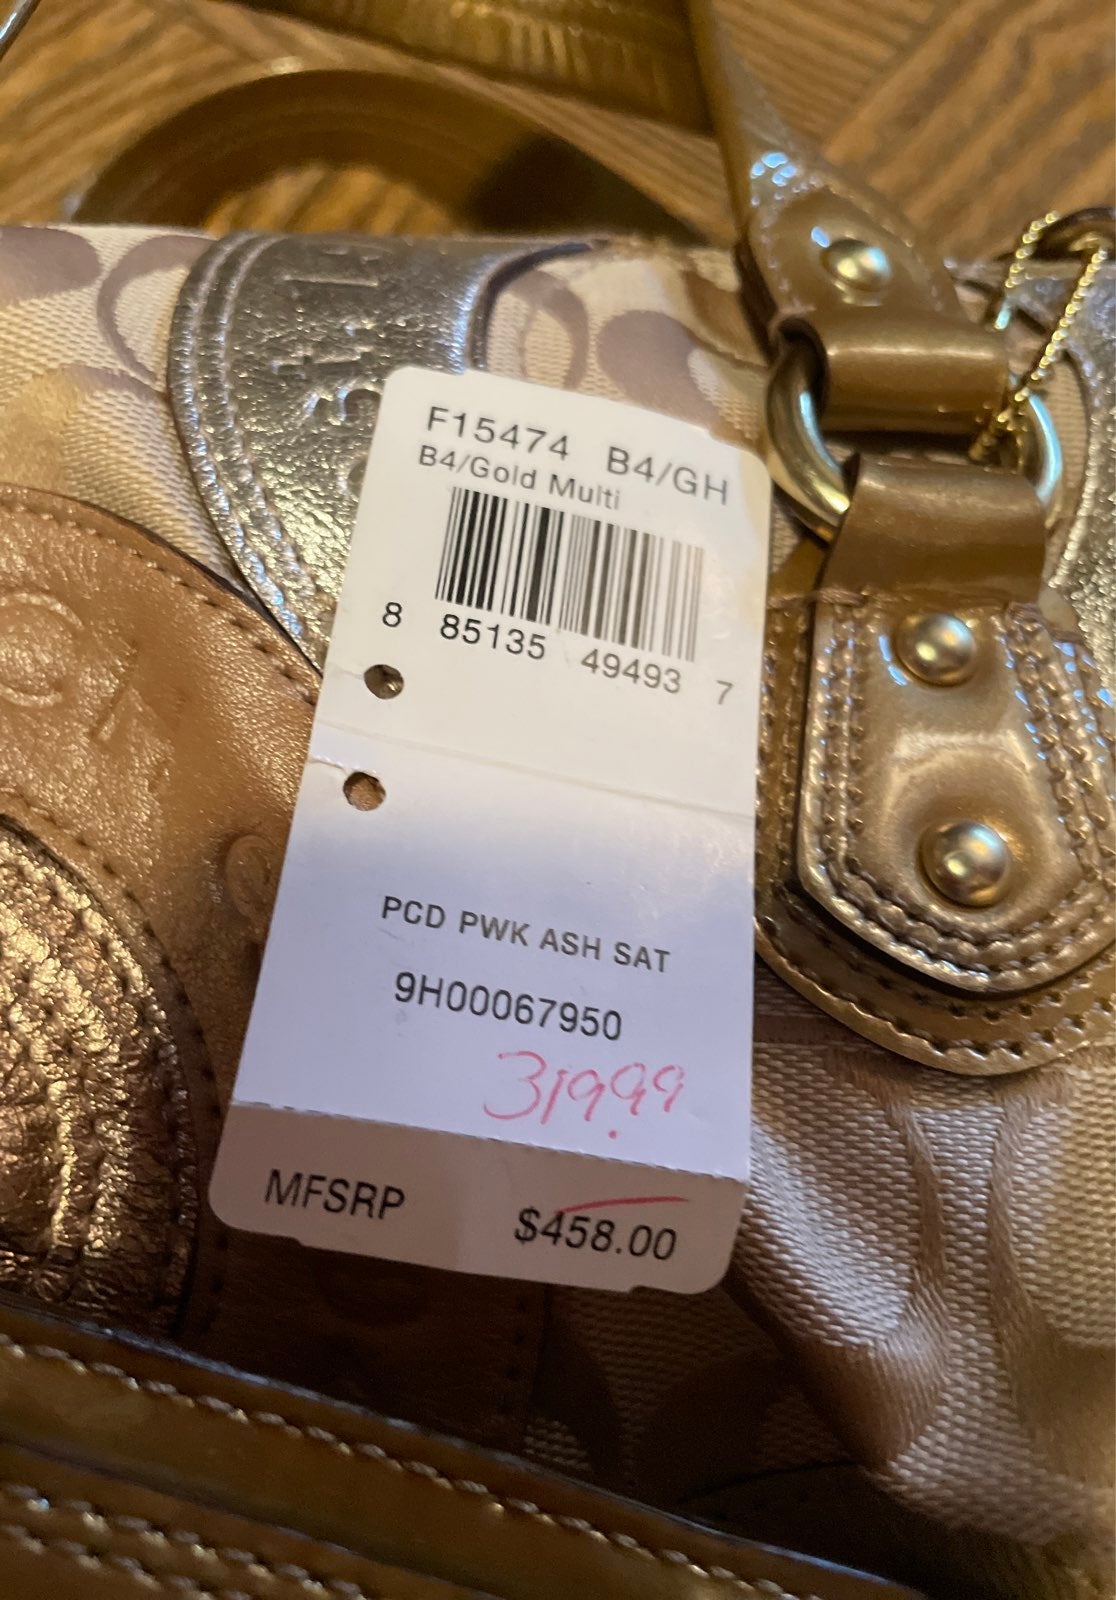 F15474 B4/GH
B4/Gold Multi
8 85135 49493 7
PCD PWK ASH SAT
9H00067950
319.99
MFSRP $458.00